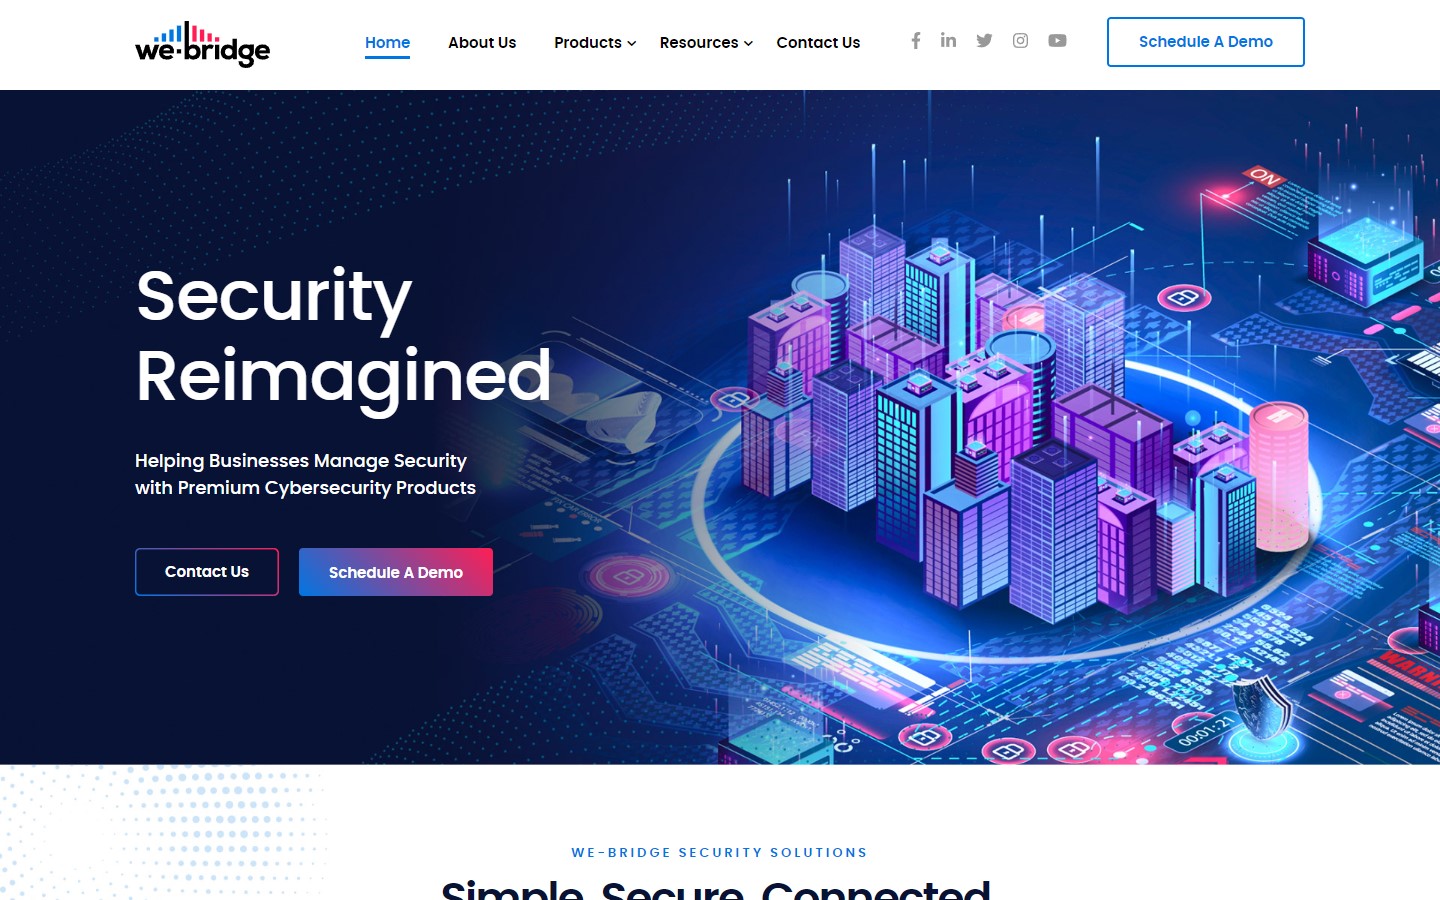 we-bridge
Home
About Us
Products
Resources
Contact Us
Schedule A Demo
ON
Security
Reimagined
Helping Businesses Manage Security
with Premium Cybersecurity Products
Contact Us
Schedule A Demo
00:01:21
WE-BRIDGE SECURITY SOLUTIONS
Simple. Secure. Connected.